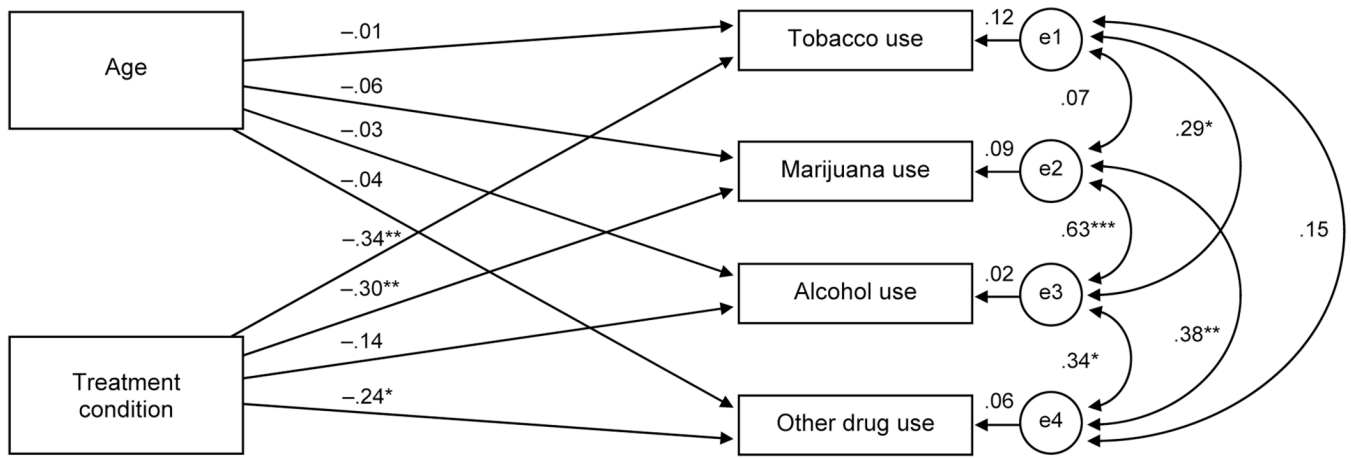 Age
Treatment
condition
–.01
–.06
–.03
–.04
–.34**
–.30**
–.14
–.24*
Tobacco use
Marijuana use
Alcohol use
Other drug use
.12
e1
.09
e2
.02
e3
.06
e4
.07
.63***
.34*
.29*
.38**
.15